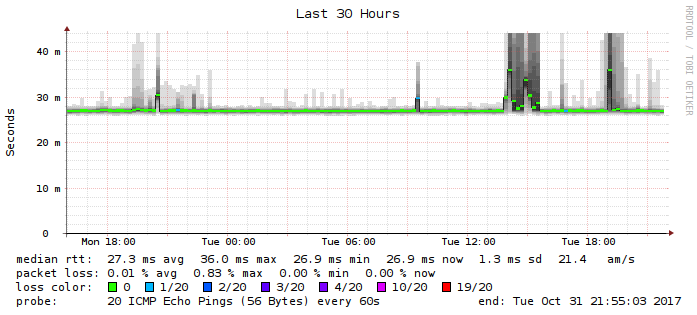 Last 30 Hours
RRDTOOL / TOBI OETIKER
Seconds
40 m
30 m
20 m
10 m
0
Mon 18:00 Tue 00:00 Tue 06:00 Tue 12:00 Tue 18:00
median rtt: 27.3 ms avg 36.0 ms max 26.9 ms min 26.9 ms now 1.3 ms sd 21.4 am/s
packet loss: 0.01 % avg 0.83 % max 0.00 % min 0.00 % now
loss color: 0 1/20 2/20 3/20 4/20 10/20 19/20
probe: 20 ICMP Echo Pings (56 Bytes) every 60s end: Tue Oct 31 21:55:03 2017